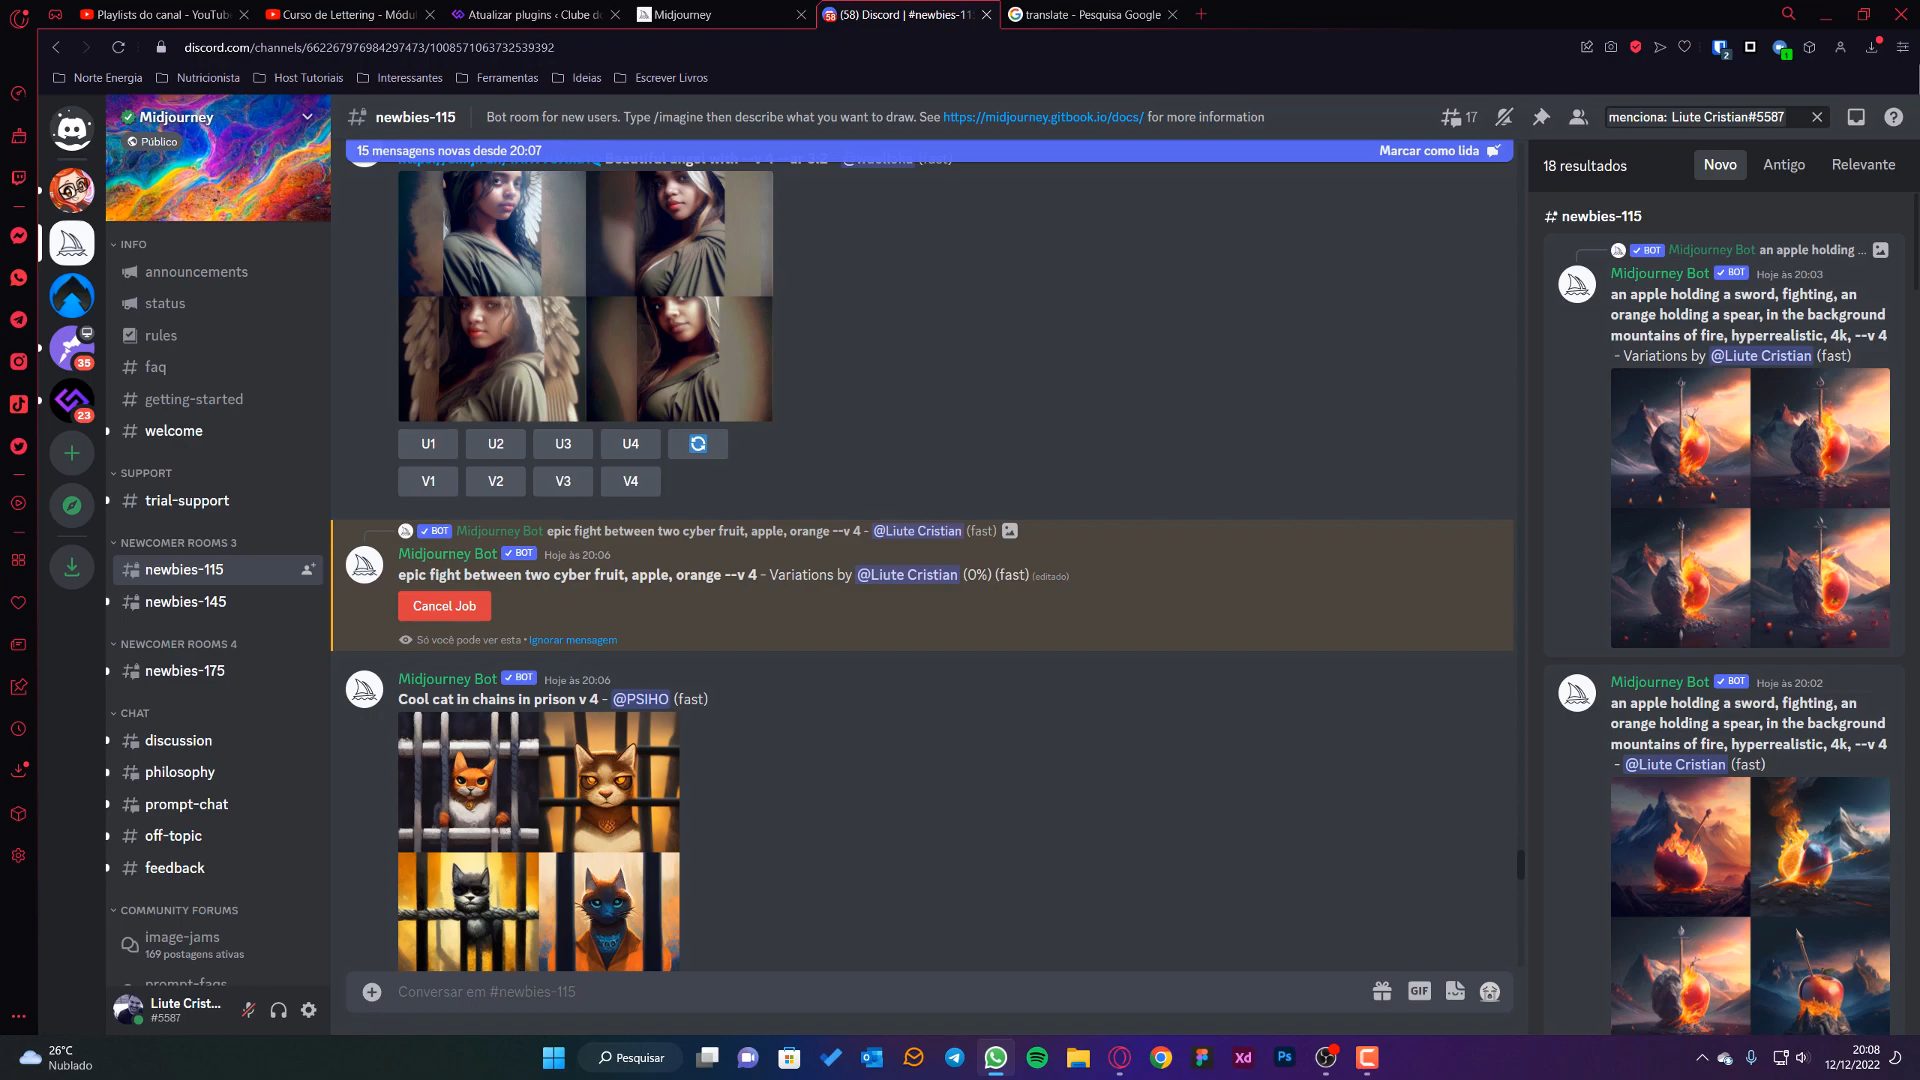 Playlists do canal - YouTube
Curso de Lettering - Módul
Atualizar plugins ‹ Clube do
Midjourney
(58) Discord | #newbies-11
translate - Pesquisa Google
discord.com/channels/662267976984297473/1008571063732539392
Norte Energia
Nutricionista
Host Tutoriais
Interessantes
Ferramentas
Ideias
Escrever Livros
Midjourney
Público
newbies-115
Bot room for new users. Type /imagine then describe what you want to draw. See https://midjourney.gitbook.io/docs/ for more information
17
menciona: Liute Cristian#5587
15 mensagens novas desde 20:07
Marcar como lida
18 resultados
Novo
Antigo
Relevante
INFO
announcements
status
rules
faq
getting-started
welcome
SUPPORT
trial-support
NEWCOMER ROOMS 3
newbies-115
newbies-145
NEWCOMER ROOMS 4
newbies-175
CHAT
discussion
philosophy
prompt-chat
off-topic
feedback
COMMUNITY FORUMS
image-jams
169 postagens ativas
prompt-faqs
35
23
Liute Crist...
#5587
U1
U2
U3
U4
V1
V2
V3
V4
BOT Midjourney Bot epic fight between two cyber fruit, apple, orange --v 4 - @Liute Cristian (fast)
Midjourney Bot BOT Hoje às 20:06
epic fight between two cyber fruit, apple, orange --v 4 - Variations by @Liute Cristian (0%) (fast) (editado)
Cancel Job
Só você pode ver esta • Ignorar mensagem
Midjourney Bot BOT Hoje às 20:06
Cool cat in chains in prison v 4 - @PSIHO (fast)
Conversar em #newbies-115
GIF
newbies-115
BOT Midjourney Bot an apple holding ...
Midjourney Bot BOT Hoje às 20:03
an apple holding a sword, fighting, an
orange holding a spear, in the background
mountains of fire, hyperrealistic, 4k, --v 4
- Variations by @Liute Cristian (fast)
Midjourney Bot BOT Hoje às 20:02
an apple holding a sword, fighting, an
orange holding a spear, in the background
mountains of fire, hyperrealistic, 4k, --v 4
- @Liute Cristian (fast)
26°C
Nublado
Pesquisar
Xd
Ps
20:08
12/12/2022